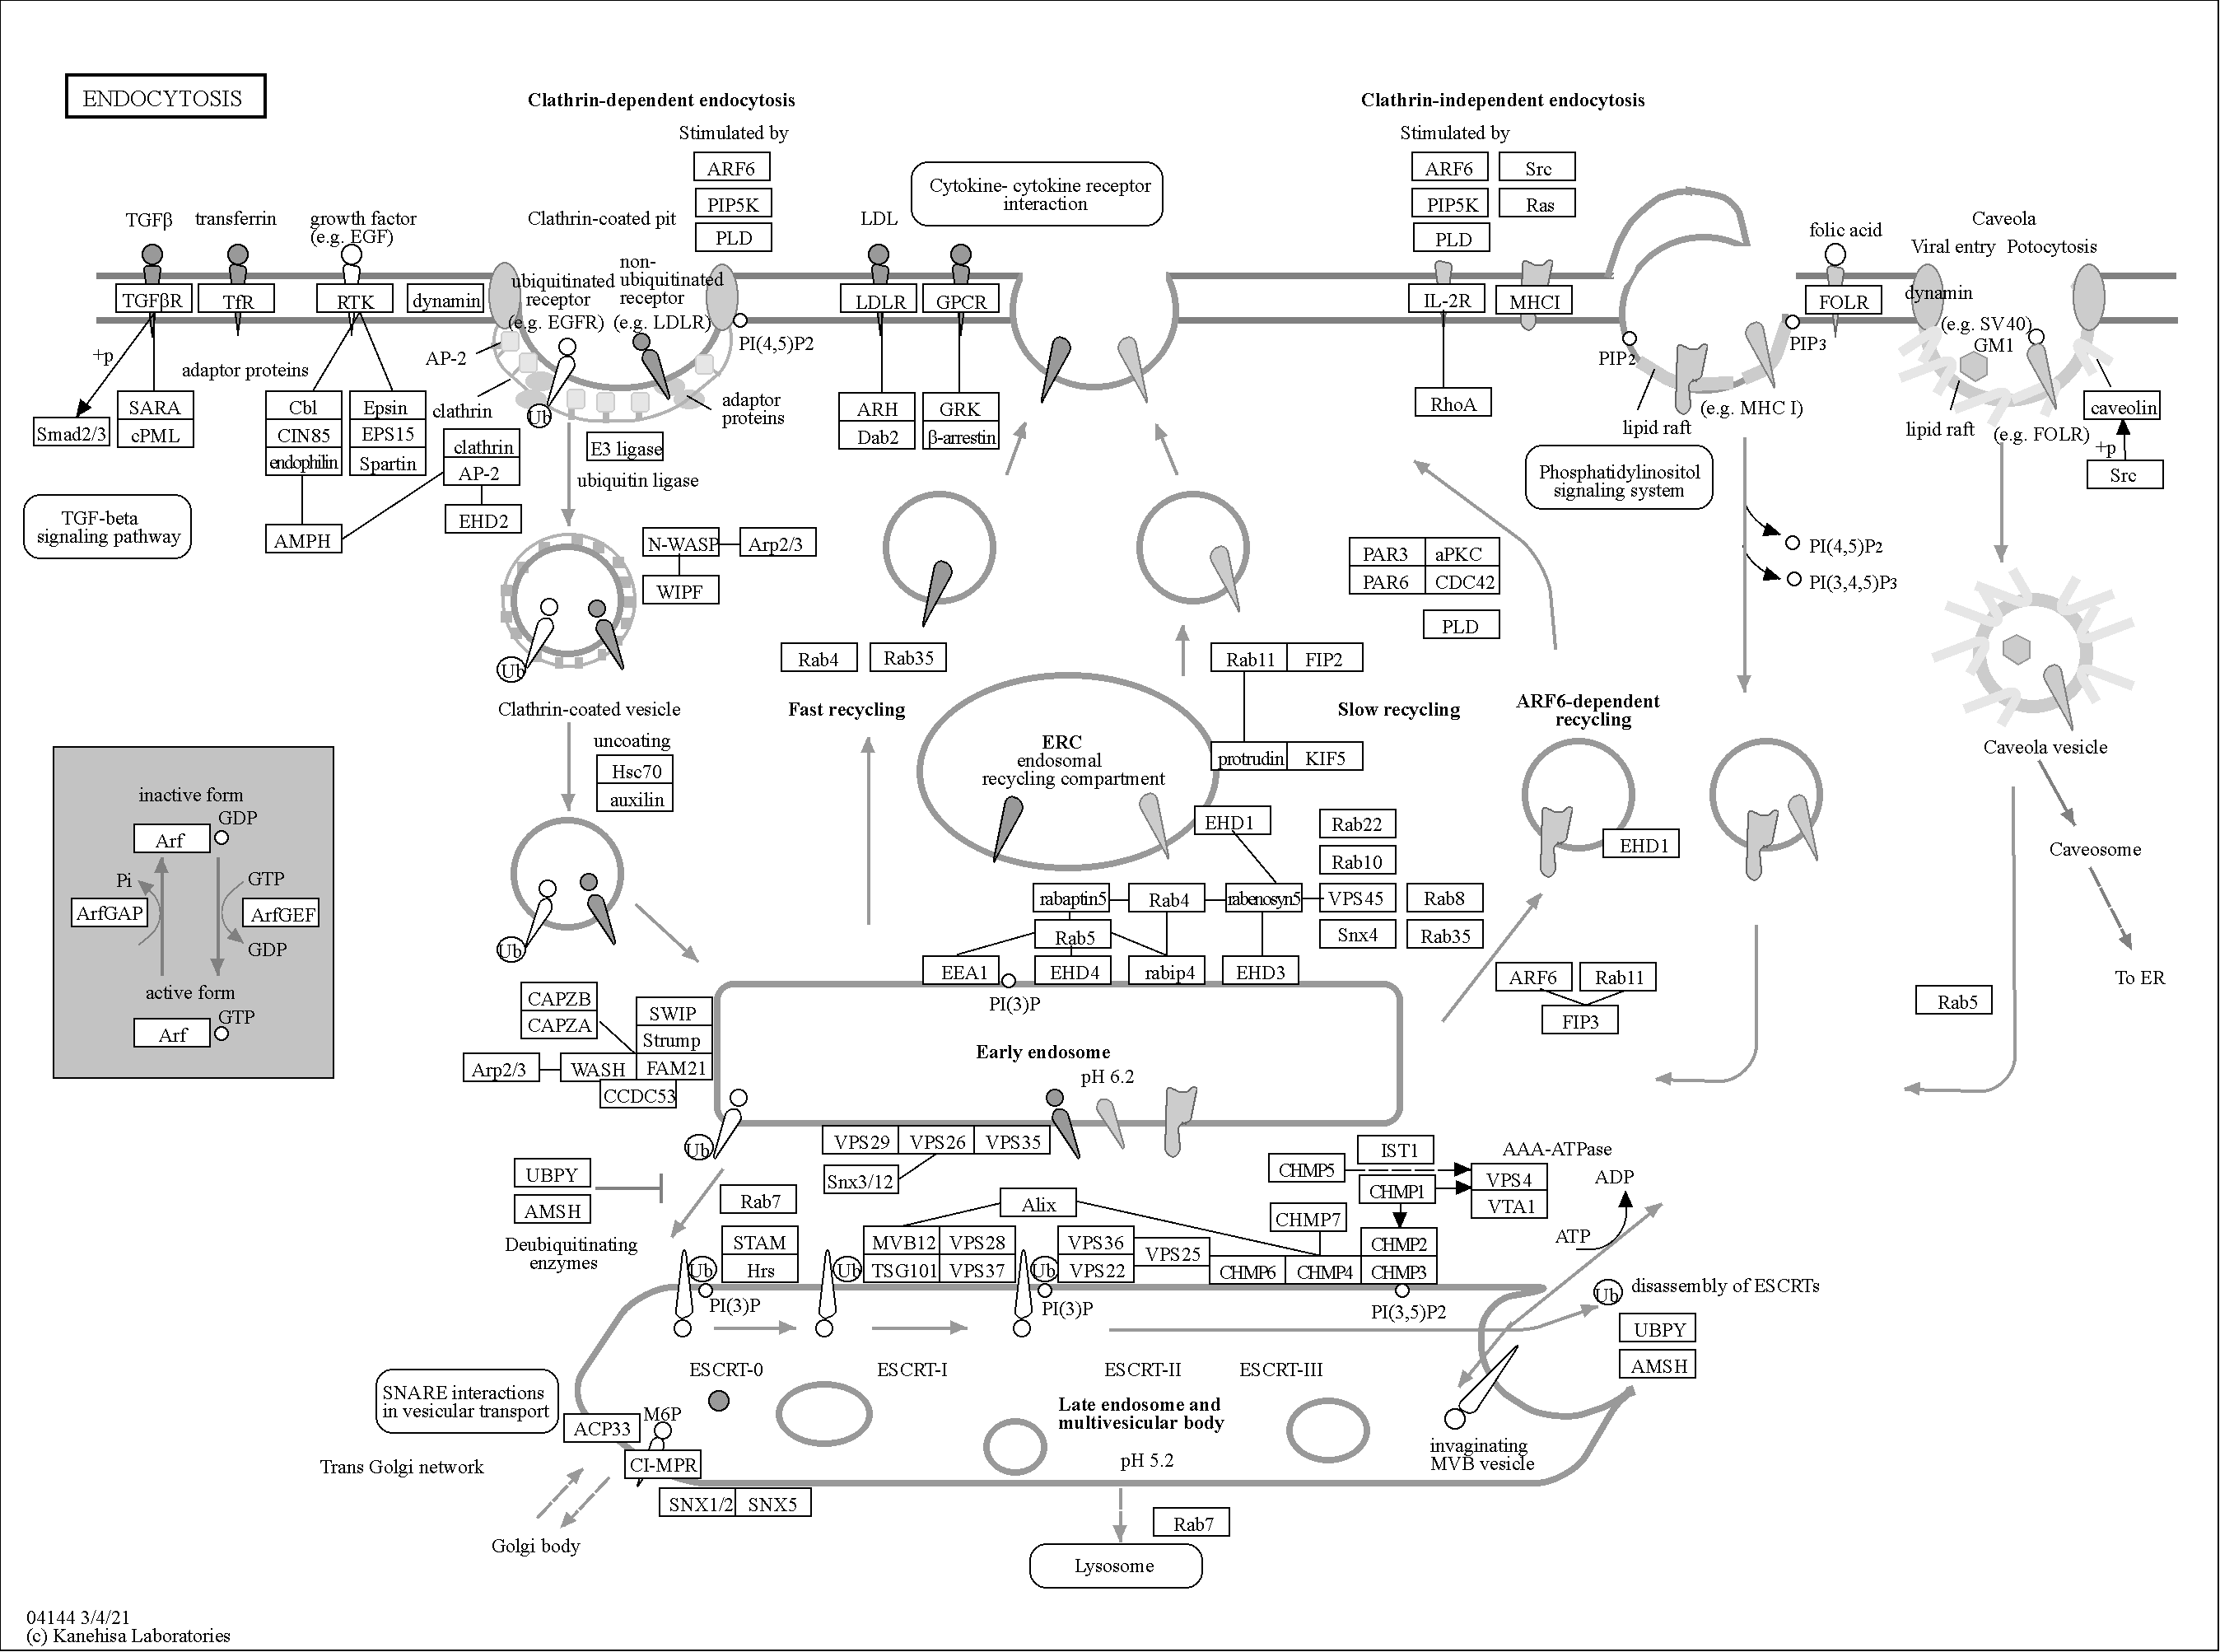 ENDOCYTOSIS
Clathrin-dependent endocytosis
Clathrin-independent endocytosis
Stimulated by
ARF6
PIP5K
PLD
Stimulated by
ARF6
Src
PIP5K
Ras
PLD
Cytokine- cytokine receptor
interaction
TGFβ
transferrin
growth factor
(e.g. EGF)
Clathrin-coated pit
LDL
folic acid
Caveola
Viral entry
Potocytosis
ubiquitinated
receptor
(e.g. EGFR)
non-
ubiquitinated
receptor
(e.g. LDLR)
TGFβR
TfR
RTK
dynamin
LDLR
GPCR
IL-2R
MHCI
FOLR
dynamin
(e.g. SV40)
GM1
PI(4,5)P2
PIP2
PIP3
+p
adaptor proteins
AP-2
clathrin
Ub
adaptor
proteins
Smad2/3
SARA
cPML
Cbl
CIN85
endophilin
Epsin
EPS15
Spartin
clathrin
AP-2
EHD2
AMPH
E3 ligase
ubiquitin ligase
ARH
Dab2
GRK
β-arrestin
RhoA
lipid raft
(e.g. MHC I)
lipid raft
(e.g. FOLR)
caveolin
+p
Src
TGF-beta
signaling pathway
Phosphatidylinositol
signaling system
N-WASP
Arp2/3
WIPF
PAR3
aPKC
PAR6
CDC42
PLD
PI(4,5)P2
PI(3,4,5)P3
Ub
Rab4
Rab35
Rab11
FIP2
Clathrin-coated vesicle
Fast recycling
Slow recycling
ARF6-dependent
recycling
uncoating
Hsc70
auxilin
ERC
endosomal
recycling compartment
protrudin
KIF5
Caveola vesicle
inactive form
GDP
Arf
Pi
GTP
ArfGAP
ArfGEF
GDP
active form
GTP
Arf
EHD1
Rab22
Rab10
EHD1
Caveosome
rabaptin5
Rab4
rabenosyn5
VPS45
Rab8
Rab5
Snx4
Rab35
Ub
EEA1
EHD4
rabip4
EHD3
PI(3)P
ARF6
Rab11
FIP3
To ER
Rab5
CAPZB
CAPZA
SWIP
Strump
Arp2/3
WASH
FAM21
CCDC53
Early endosome
pH 6.2
Ub
VPS29
VPS26
VPS35
Snx3/12
IST1
AAA-ATPase
CHMP5
VPS4
ADP
CHMP1
VTA1
UBPY
AMSH
Deubiquitinating
enzymes
Rab7
Alix
CHMP7
ATP
STAM
Hrs
Ub
MVB12
VPS28
TSG101
VPS37
Ub
VPS36
VPS22
VPS25
Ub
CHMP6
CHMP4
CHMP2
CHMP3
PI(3)P
PI(3)P
PI(3,5)P2
Ub
disassembly of ESCRTs
UBPY
AMSH
ESCRT-0
ESCRT-I
ESCRT-II
ESCRT-III
SNARE interactions
in vesicular transport
Late endosome and
multivesicular body
pH 5.2
ACP33
M6P
CI-MPR
invaginating
MVB vesicle
Trans Golgi network
SNX1/2
SNX5
Golgi body
Rab7
Lysosome
04144 3/4/21
(c) Kanehisa Laboratories